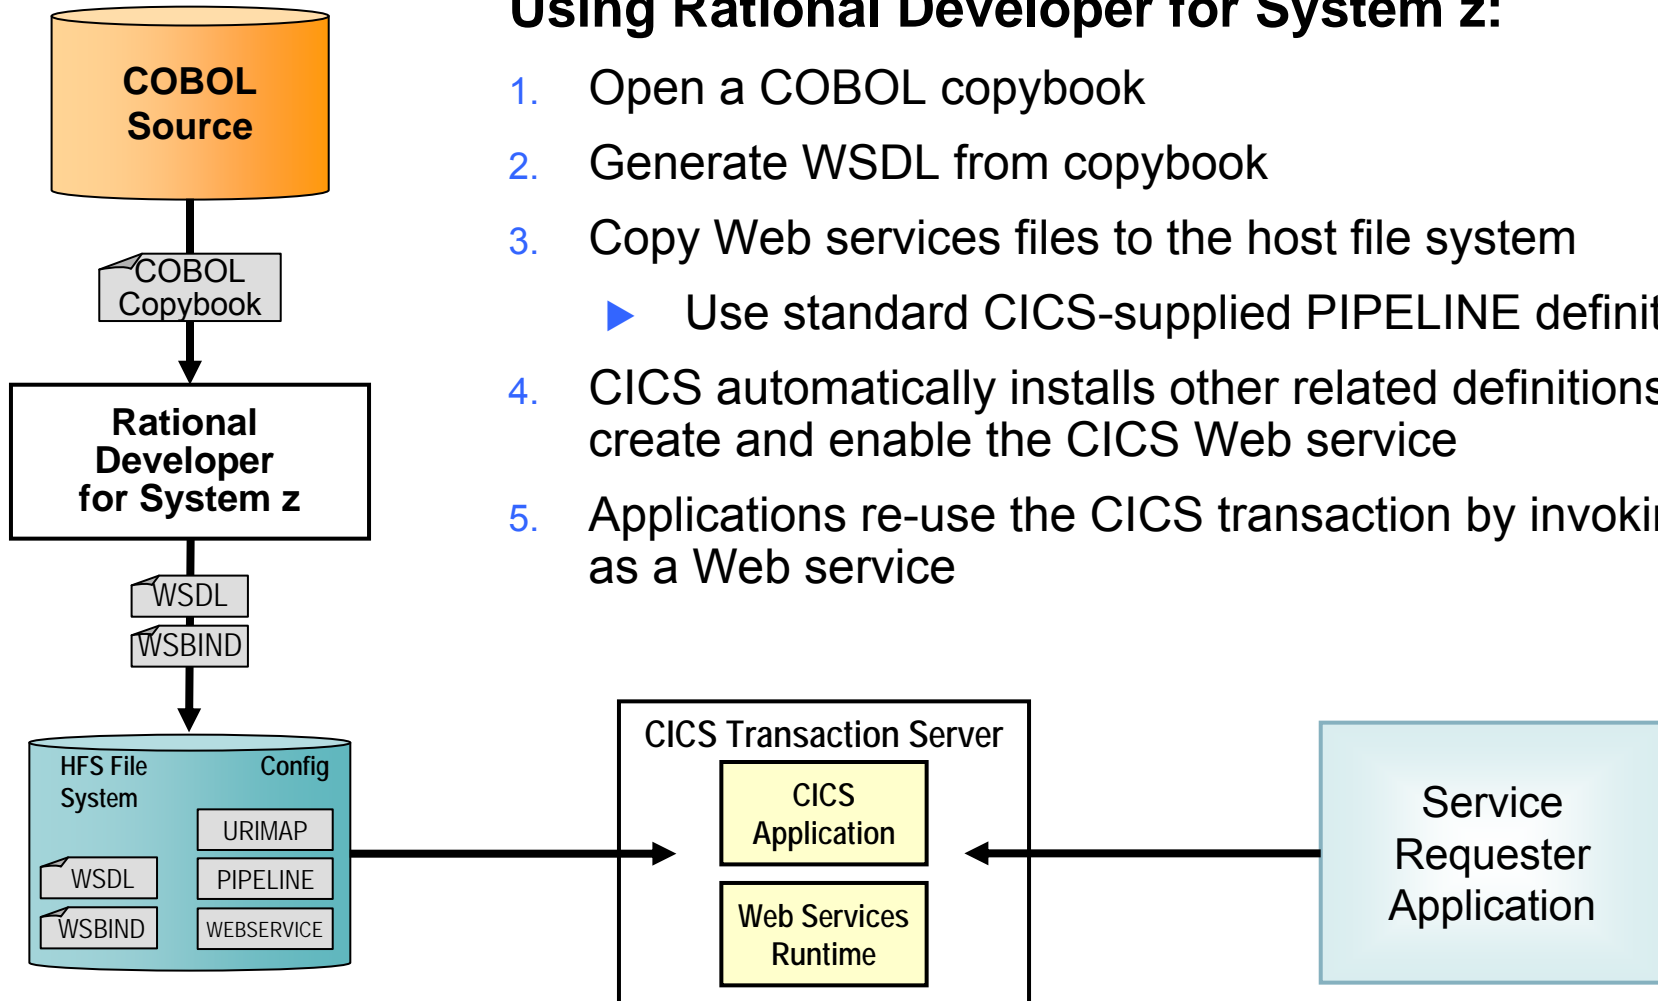 Using Rational Developer for System z:
1. Open a COBOL copybook
2. Generate WSDL from copybook
3. Copy Web services files to the host file system
Use standard CICS-supplied PIPELINE
4. CICS automatically installs other related definitions
create and enable the CICS Web service
5. Applications re-use the CICS transaction by
as a Web service
COBOL
Source
COBOL
Copybook
Rational
Developer
for System z
WSDL
WSBIND
HFS File
System
Config
URIMAP
WSDL
PIPELINE
WSBIND
WEBSERVICE
CICS Transaction Server
CICS
Application
Web Services
Runtime
Service
Requester
Application